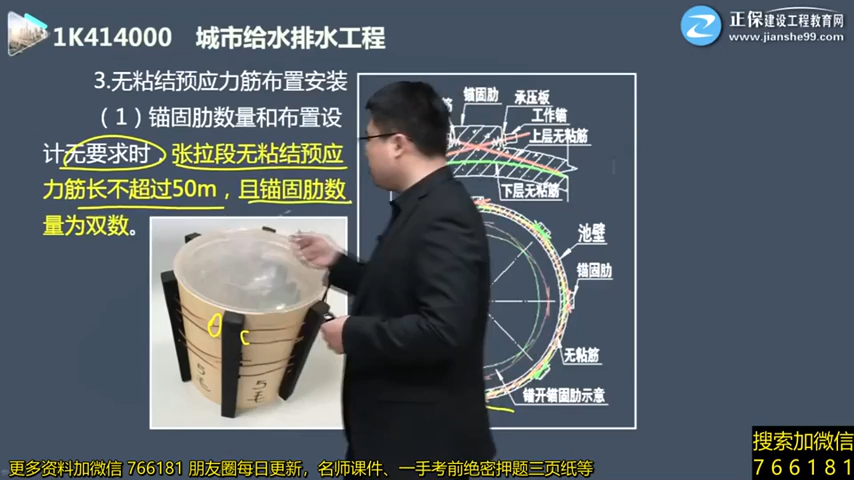 1K414000 城市给水排水工程
正保建设工程教育网
www.jianshe99.com
3.无粘结预应力筋布置安装
（1）锚固肋数量和布置设
计无要求时，张拉段无粘结预应
力筋长不超过50m，且锚固肋数
量为双数。
锚固肋
承压板
工作锚
上层无粘筋
下层无粘筋
池壁
锚固肋
无粘筋
锚开锚固肋示意
搜索加微信
766181
更多资料加微信 766181 朋友圈每日更新，名师课件、一手考前绝密押题三页纸等